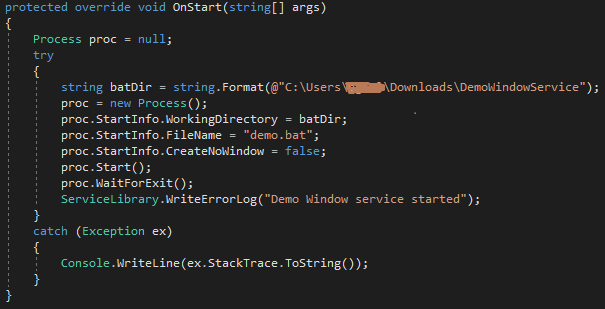 protected override void OnStart(string[] args)
{
Process proc = null;
try
{
string batDir = string.Format(@"C:\Users\\Downloads\DemoWindowService");
proc = new Process();
proc.StartInfo.WorkingDirectory = batDir;
proc.StartInfo.FileName = "demo.bat";
proc.StartInfo.CreateNoWindow = false;
proc.Start();
proc.WaitForExit();
ServiceLibrary.WriteErrorLog("Demo Window service started");
}
catch (Exception ex)
{
Console.WriteLine(ex.StackTrace.ToString());
}
}